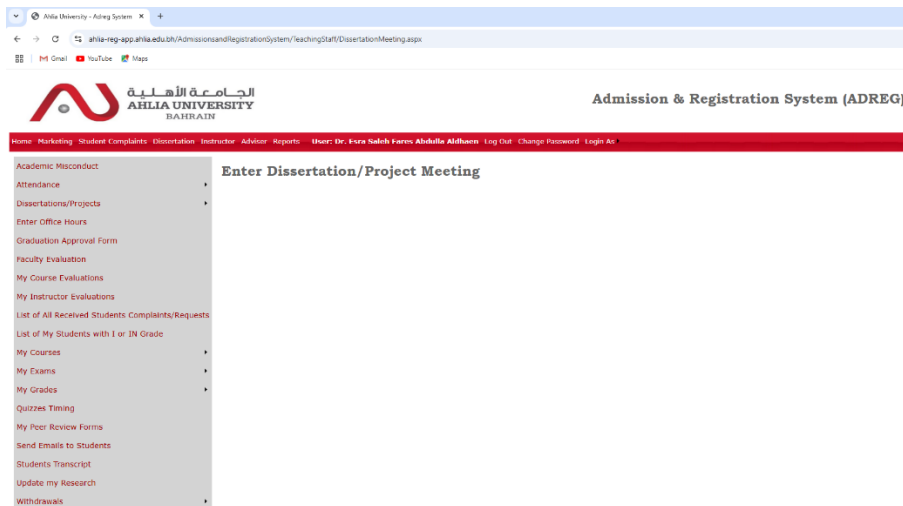 Ahlia University - Adreg System
ahlia-reg-app.ahlia.edu.bh/AdmissionsandRegistrationSystem/TeachingStaff/DissertationMeeting.aspx
Gmail YouTube Maps
الجامعة الأهلية
AHLIA UNIVERSITY
BAHRAIN
Admission & Registration System (ADREG)
Home Marketing Student Complaints Dissertation Instructor Adviser Reports User: Dr. Esra Saleh Fares Abdulla Aldhaen Log Out Change Password Login As
Enter Dissertation/Project Meeting
Academic Misconduct
Attendance
Dissertations/Projects
Enter Office Hours
Graduation Approval Form
Faculty Evaluation
My Course Evaluations
My Instructor Evaluations
List of All Received Students Complaints/Requests
List of My Students with I or IN Grade
My Courses
My Exams
My Grades
Quizzes Timing
My Peer Review Forms
Send Emails to Students
Students Transcript
Update my Research
Withdrawals